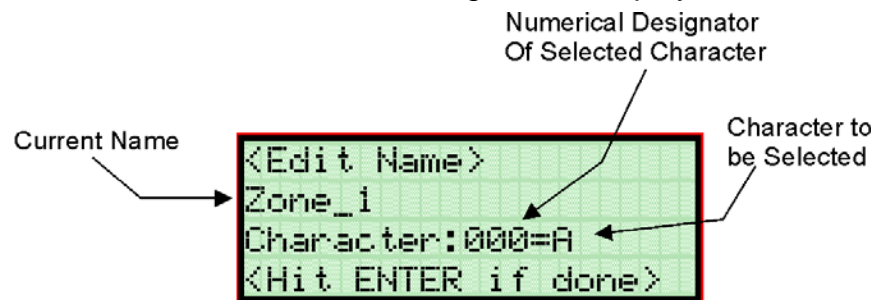 Numerical Designator
Of Selected Character
Current Name
Character to
be Selected
<Edit Name>
Zone_1
Character:000=A
<Hit ENTER if done>